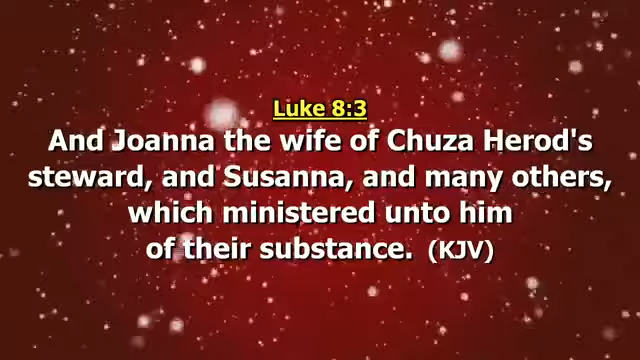 Luke 8:3
And Joanna the wife of Chuza Herod's
steward, and Susanna, and many others,
which ministered unto him
of their substance. (KJV)